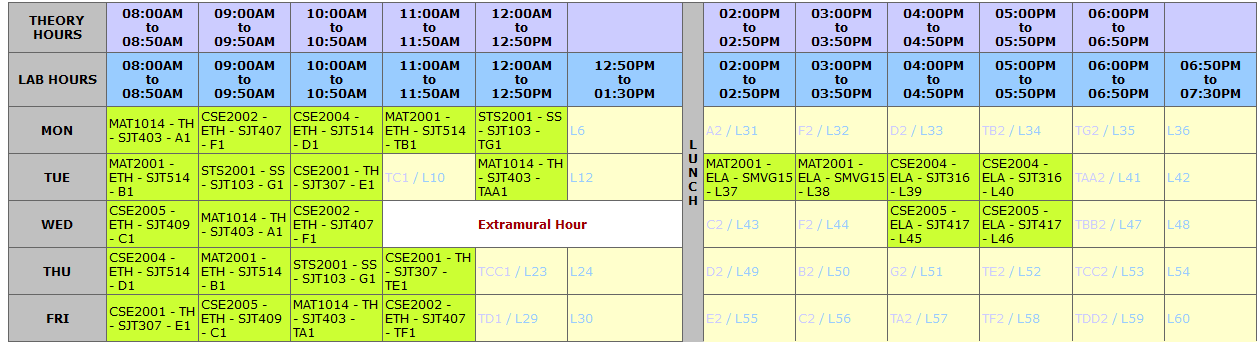 THEORY HOURS 08:00AM to 08:50AM 09:00AM to 09:50AM 10:00AM to 10:50AM 11:00AM to 11:50AM 12:00AM to 12:50PM LUNCH 02:00PM to 02:50PM 03:00PM to 03:50PM 04:00PM to 04:50PM 05:00PM to 05:50PM 06:00PM to 06:50PM
LAB HOURS 08:00AM to 08:50AM 09:00AM to 09:50AM 10:00AM to 10:50AM 11:00AM to 11:50AM 12:00AM to 12:50PM 12:50PM to 01:30PM 02:00PM to 02:50PM 03:00PM to 03:50PM 04:00PM to 04:50PM 05:00PM to 05:50PM 06:00PM to 06:50PM 06:50PM to 07:30PM
MON MAT1014 - TH - SJT403 - A1 CSE2002 - ETH - SJT407 - F1 CSE2004 - ETH - SJT514 - D1 MAT2001 - ETH - SJT514 - TB1 STS2001 - SS - SJT103 - TG1 L6 A2 / L31 F2 / L32 D2 / L33 TB2 / L34 TG2 / L35 L36
TUE MAT2001 - ETH - SJT514 - B1 STS2001 - SS - SJT103 - G1 CSE2001 - TH - SJT307 - E1 TC1 / L10 MAT1014 - TH - SJT403 - TAA1 L12 MAT2001 - ELA - SMVG15 - L37 MAT2001 - ELA - SMVG15 - L38 CSE2004 - ELA - SJT316 - L39 CSE2004 - ELA - SJT316 - L40 TAA2 / L41 L42
WED CSE2005 - ETH - SJT409 - C1 MAT1014 - TH - SJT403 - A1 CSE2002 - ETH - SJT407 - F1 Extramural Hour C2 / L43 F2 / L44 CSE2005 - ELA - SJT417 - L45 CSE2005 - ELA - SJT417 - L46 TBB2 / L47 L48
THU CSE2004 - ETH - SJT514 - D1 MAT2001 - ETH - SJT514 - B1 STS2001 - SS - SJT103 - G1 CSE2001 - TH - SJT307 - TE1 TCC1 / L23 L24 D2 / L49 B2 / L50 G2 / L51 TE2 / L52 TCC2 / L53 L54
FRI CSE2001 - TH - SJT307 - E1 CSE2005 - ETH - SJT409 - C1 MAT1014 - TH - SJT403 - TA1 CSE2002 - ETH - SJT407 - TF1 TD1 / L29 L30 E2 / L55 C2 / L56 TA2 / L57 TF2 / L58 TDD2 / L59 L60